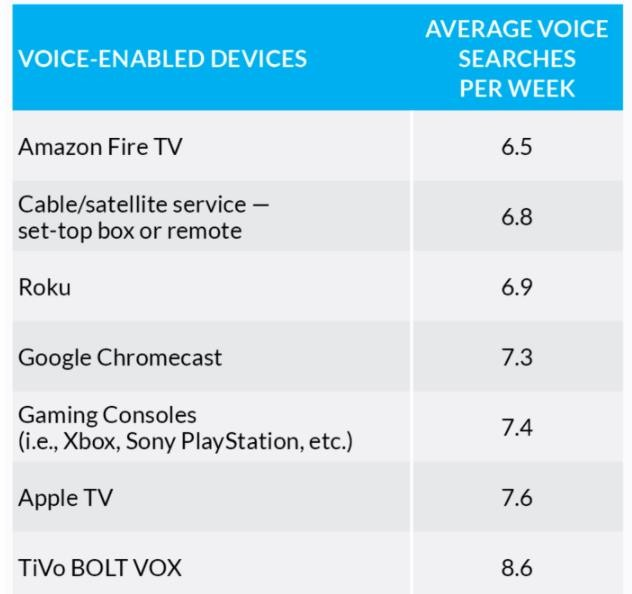 VOICE-ENABLED DEVICES
AVERAGE VOICE
SEARCHES
PER WEEK
Amazon Fire TV 6.5
Cable/satellite service —
set-top box or remote 6.8
Roku 6.9
Google Chromecast 7.3
Gaming Consoles
(i.e., Xbox, Sony PlayStation, etc.) 7.4
Apple TV 7.6
TiVo BOLT VOX 8.6